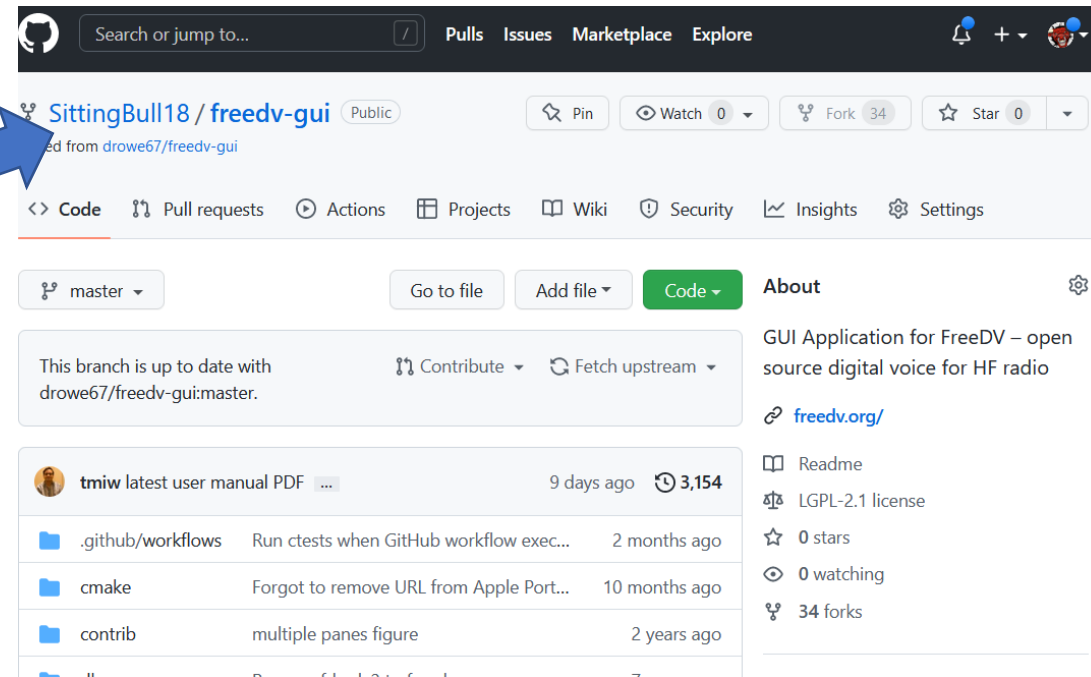 Search or jump to... / Pulls Issues Marketplace Explore
SittingBull18 / freedv-gui Public Pin Watch 0 Fork 34 Star 0
from drowe67/freedv-gui
<> Code Pull requests Actions Projects Wiki Security Insights Settings
master Go to file Add file Code
This branch is up to date with
drowe67/freedv-gui:master.
Contribute Fetch upstream
tmiw latest user manual PDF ... 9 days ago 3,154
.github/workflows Run ctests when GitHub workflow exec... 2 months ago
cmake Forgot to remove URL from Apple Port... 10 months ago
contrib multiple panes figure 2 years ago
About
GUI Application for FreeDV – open
source digital voice for HF radio
freedv.org/
Readme
LGPL-2.1 license
0 stars
0 watching
34 forks